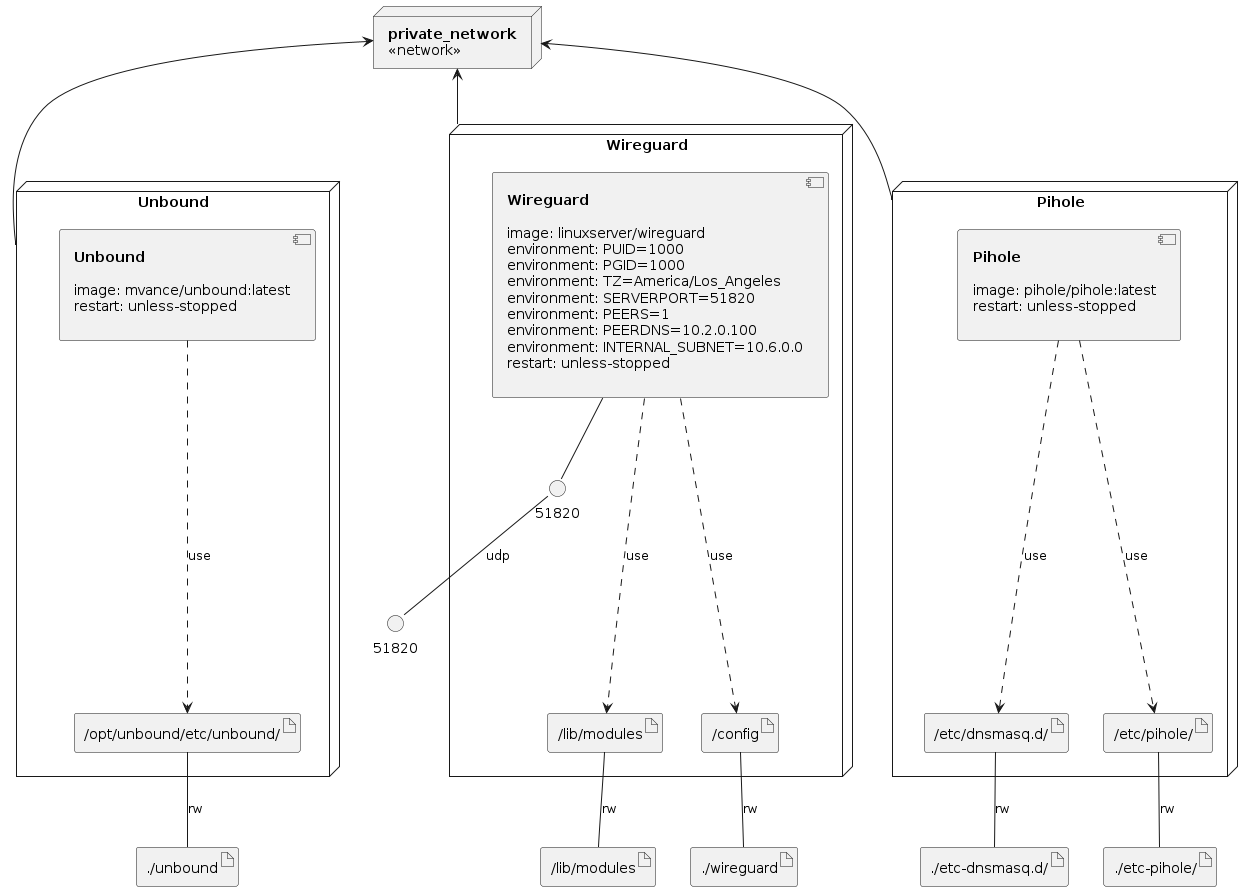 private_network
«network»
Unbound
Unbound
image: mvance/unbound:latest
restart: unless-stopped
use
/opt/unbound/etc/unbound/
rw
./unbound
Wireguard
Wireguard
image: linuxserver/wireguard
environment: PUID=1000
environment: PGID=1000
environment: TZ=America/Los_Angeles
environment: SERVERPORT=51820
environment: PEERS=1
environment: PEERDNS=10.2.0.100
environment: INTERNAL_SUBNET=10.6.0.0
restart: unless-stopped
51820
udp
51820
use
use
/lib/modules
/config
rw
rw
/lib/modules
./wireguard
Pihole
Pihole
image: pihole/pihole:latest
restart: unless-stopped
use
use
/etc/dnsmasq.d/
/etc/pihole/
rw
rw
./etc-dnsmasq.d/
./etc-pihole/